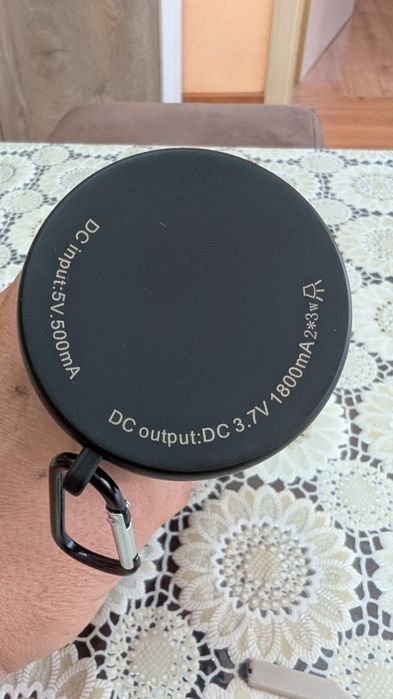 DC input:5V.500mA
DC output:DC 3.7V 1800mA 2*3w